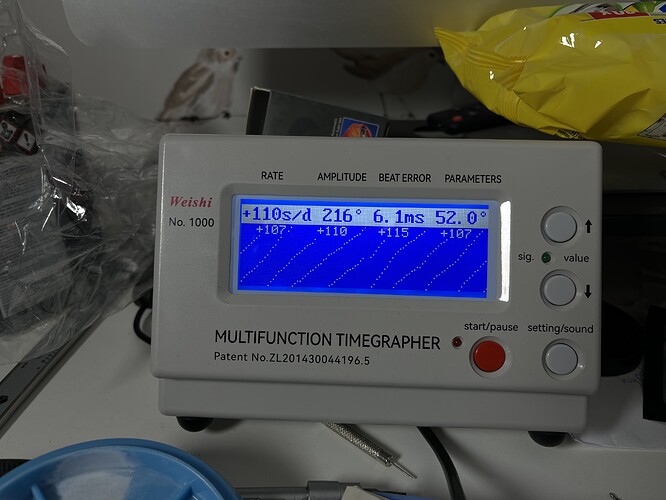 RATE AMPLITUDE BEAT ERROR PARAMETERS
Weishi
No. 1000
+110s/d 216° 6.1ms 52.0°
+107 +110 +115 +107
sig. value
start/pause setting/sound
MULTIFUNCTION TIMEGRAPHER
Patent No.ZL201430044196.5